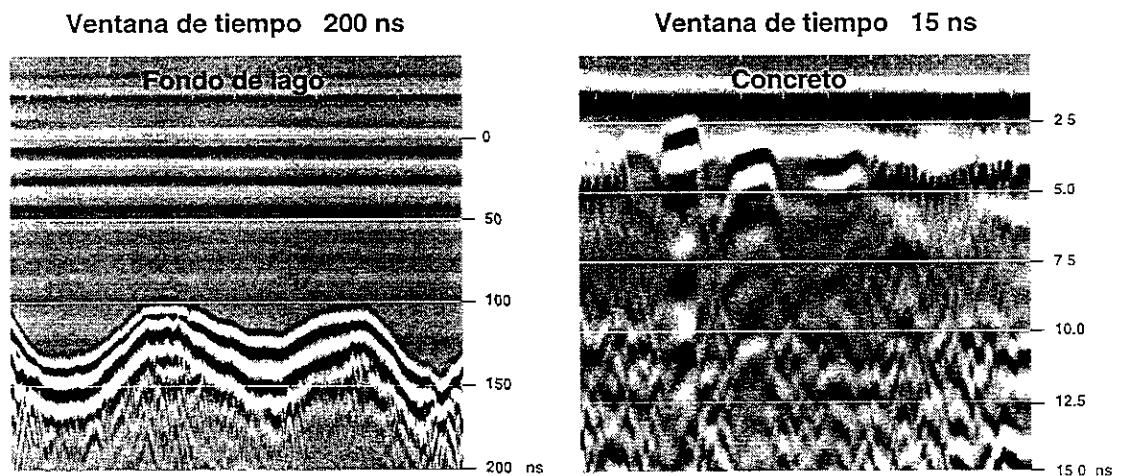 Ventana de tiempo 200 ns
Fondo de lago
0
50
100
150
200 ns
Ventana de tiempo 15 ns
Concreto
2 5
5.0
7 5
10.0
12.5
15 0 ns